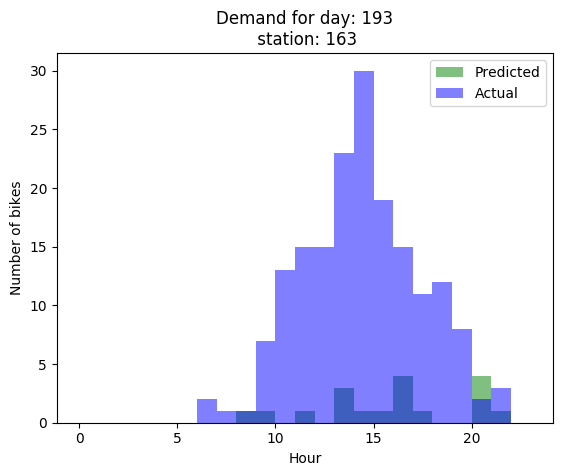 Demand for day: 193
station: 163
Predicted
Actual
Number of bikes
30
25
20
15
10
5
0
0 5 10 15 20
Hour